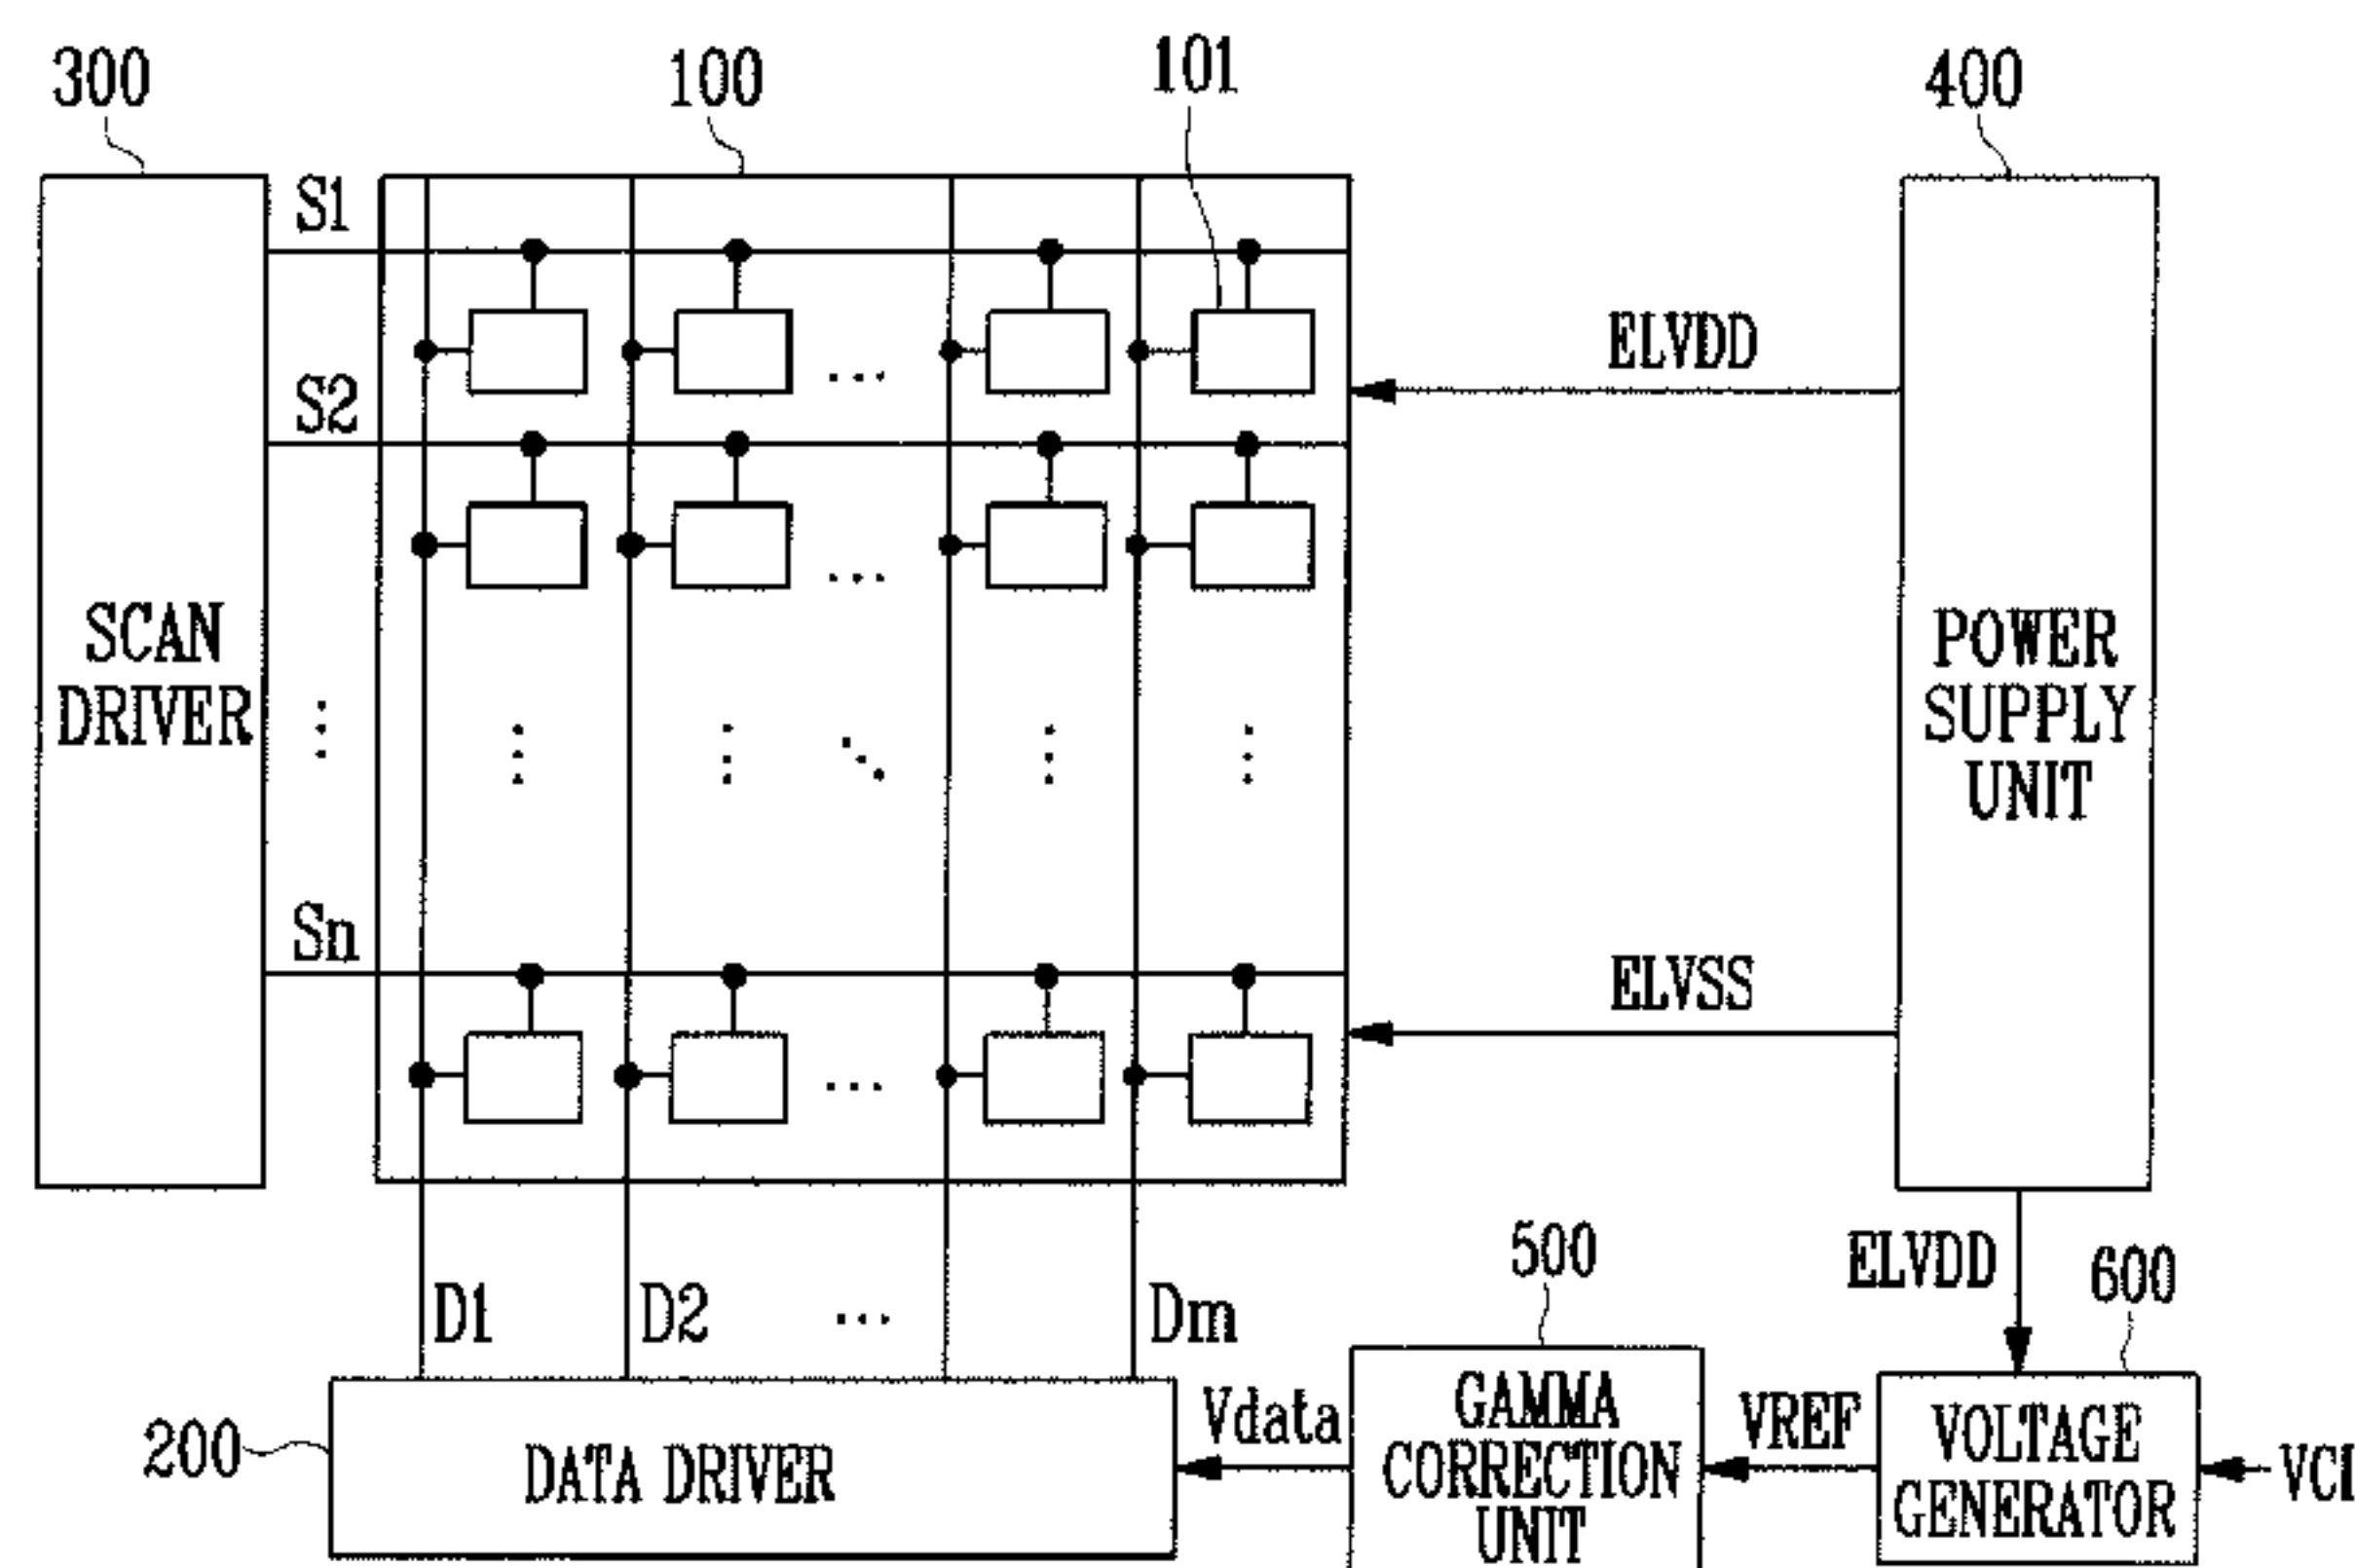 300
100
101
400
S1
ELVDD
S2
SCAN
DRIVER
POWER
SUPPLY
UNIT
Sn
ELVSS
ELVDD
500
600
D1
D2
Dm
200
DATA DRIVER
Vdata
GAMMA
CORRECTION
UNIT
VREF
VOLTAGE
GENERATOR
VCI